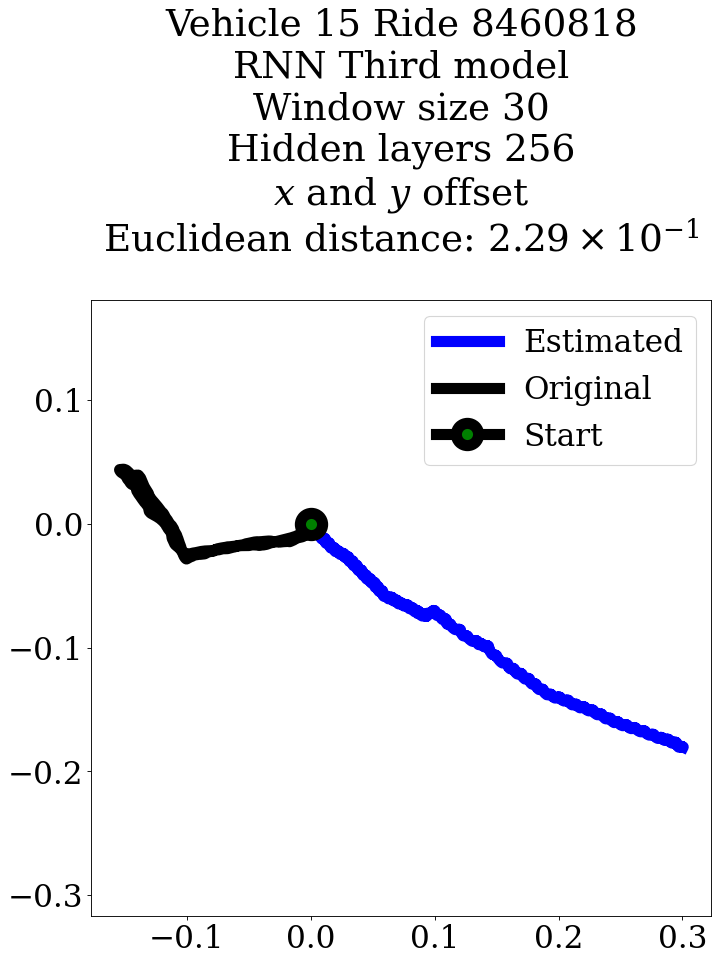 Vehicle 15 Ride 8460818
RNN Third model
Window size 30
Hidden layers 256
x and y offset
Euclidean distance: 2.29 × 10⁻¹
Estimated
Original
Start
0.1
0.0
−0.1
−0.2
−0.3
−0.1 0.0 0.1 0.2 0.3